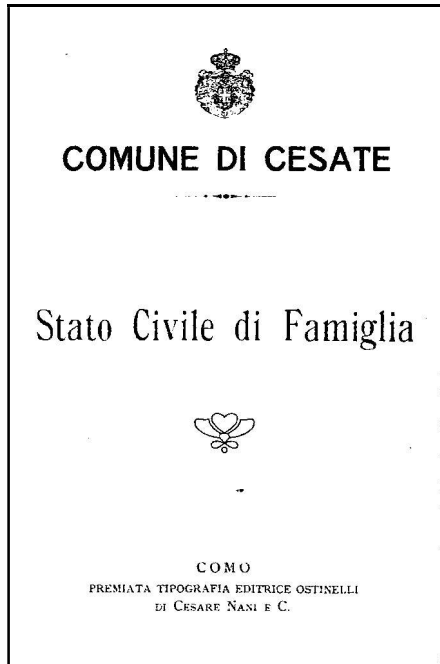 COMUNE DI CESATE
Stato Civile di Famiglia
COMO
PREMIATA TIPOGRAFIA EDITRICE OSTINELLI
DI CESARE NANI E C.